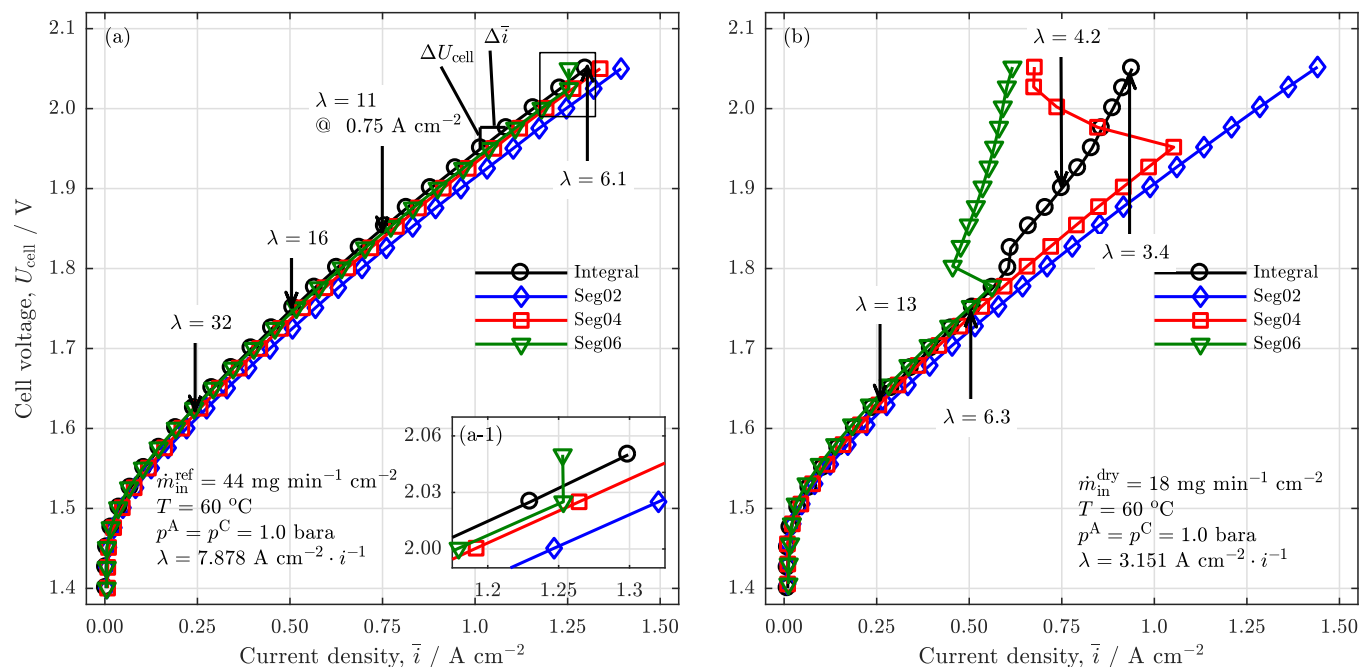 Cell voltage, U_cell / V
2.1
2.0
1.9
1.8
1.7
1.6
1.5
1.4
(a)
ΔU_cell
Δī
λ = 11
@ 0.75 A cm⁻²
λ = 6.1
λ = 16
λ = 32
Integral
Seg02
Seg04
Seg06
ṁ_in^ref = 44 mg min⁻¹ cm⁻²
T = 60 °C
p^A = p^C = 1.0 bara
λ = 7.878 A cm⁻² · i⁻¹
(a-1)
2.06
2.03
2.00
1.2
1.25
1.3
0.00
0.25
0.50
0.75
1.00
1.25
1.50
Current density, ī / A cm⁻²
2.1
2.0
1.9
1.8
1.7
1.6
1.5
1.4
(b)
λ = 4.2
λ = 3.4
λ = 13
λ = 6.3
Integral
Seg02
Seg04
Seg06
ṁ_in^dry = 18 mg min⁻¹ cm⁻²
T = 60 °C
p^A = p^C = 1.0 bara
λ = 3.151 A cm⁻² · i⁻¹
0.00
0.25
0.50
0.75
1.00
1.25
1.50
Current density, ī / A cm⁻²